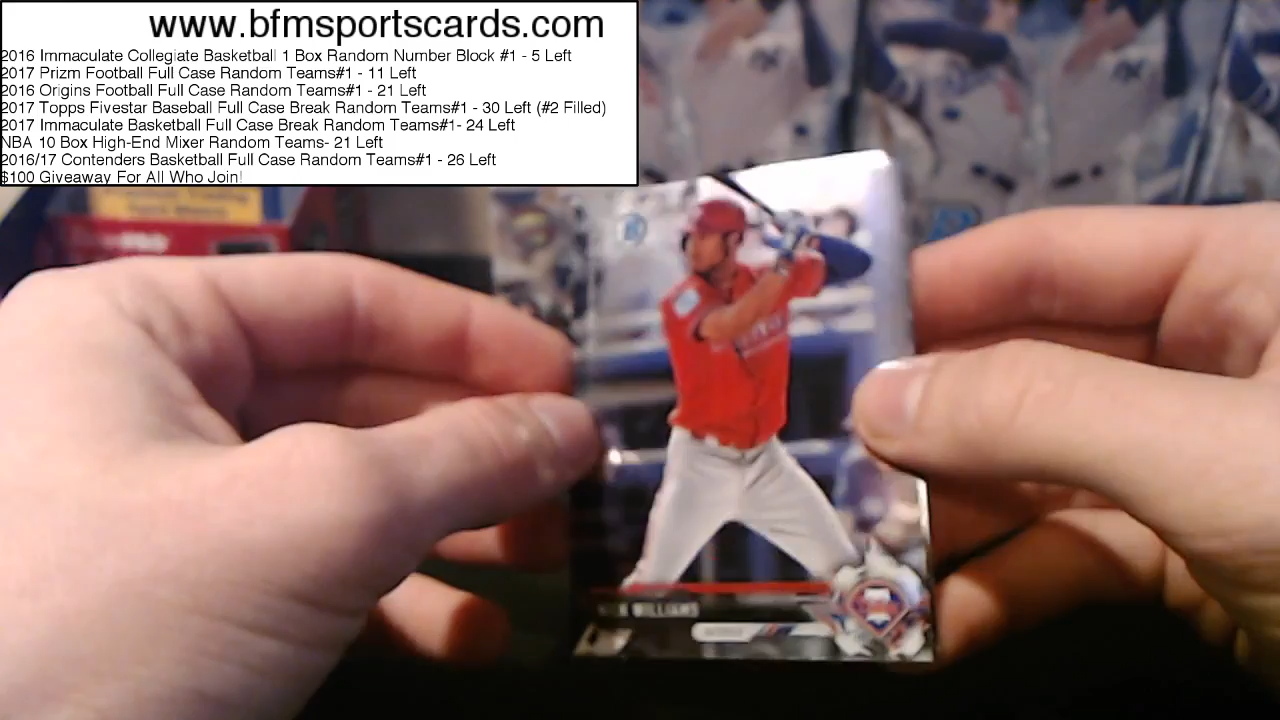 www.bfmsportscards.com
2016 Immaculate Collegiate Basketball 1 Box Random Number Block #1 - 5 Left
2017 Prizm Football Full Case Random Teams#1 - 11 Left
2016 Origins Football Full Case Random Teams#1 - 21 Left
2017 Topps Fivestar Baseball Full Case Break Random Teams#1 - 30 Left (#2 Filled)
2017 Immaculate Basketball Full Case Break Random Teams#1- 24 Left
NBA 10 Box High-End Mixer Random Teams- 21 Left
2016/17 Contenders Basketball Full Case Random Teams#1 - 26 Left
$100 Giveaway For All Who Join!
WILLIAMS